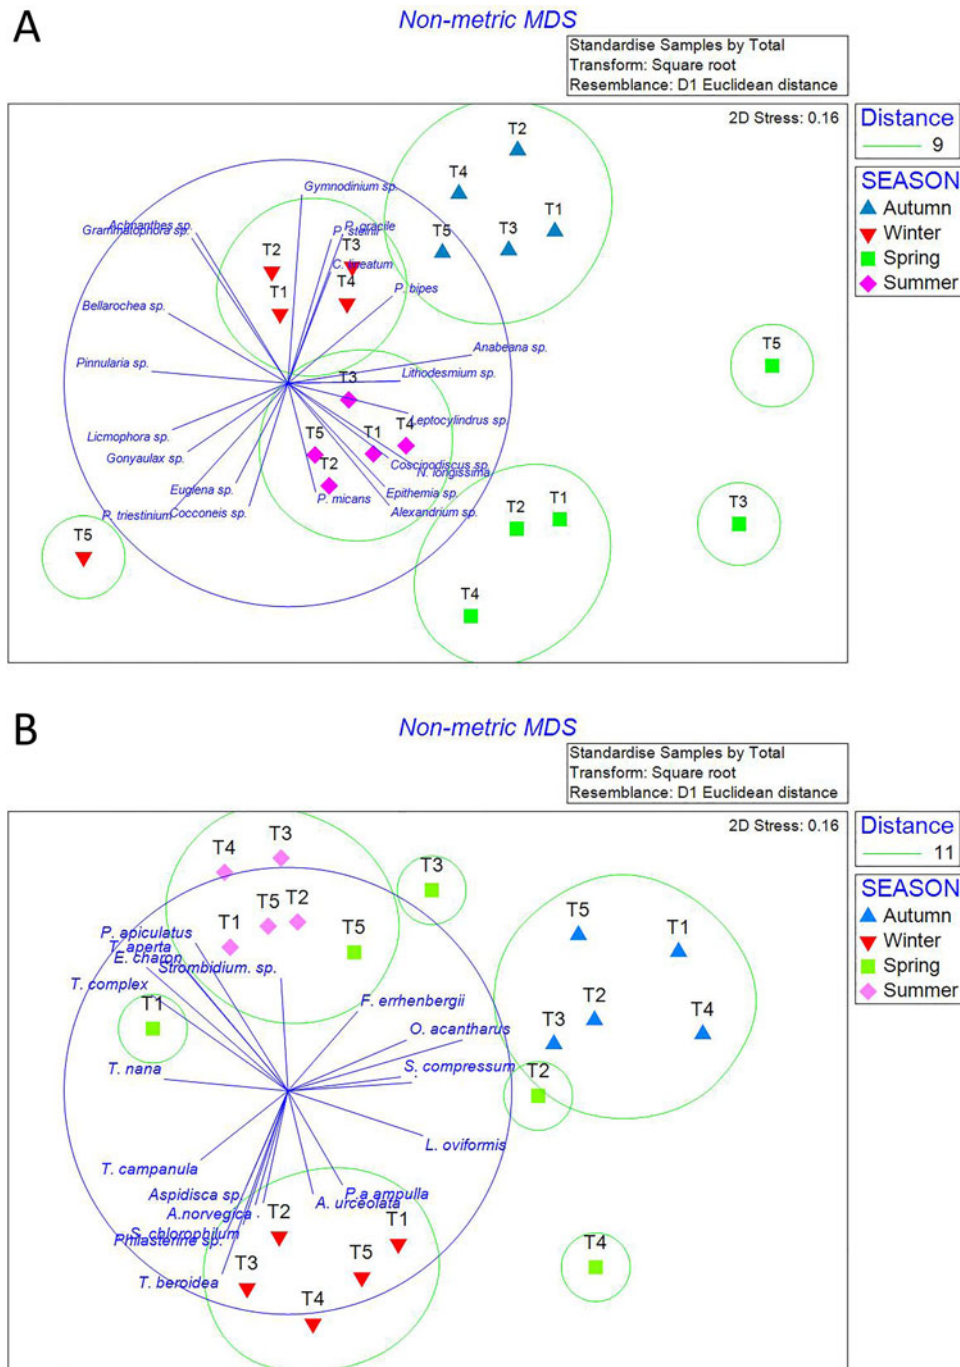 A
Non-metric MDS
Standardise Samples by Total
Transform: Square root
Resemblance: D1 Euclidean distance
2D Stress: 0.16
Distance
9
SEASON
Autumn
Winter
Spring
Summer
T2
T4
T1
T5
T3
Gymnodinium sp.
Achnanthes sp.
Grammatophora sp.
P. gracile
P. steinii
T2
T3
C. lineatum
T1
T4
P. bipes
Bellarochea sp.
Anabeana sp.
Pinnularia sp.
T3
Lithodesmium sp.
T5
Leptocylindrus sp.
Licmophora sp.
T5
T1
T4
Gonyaulax sp.
T2
Coscinodiscus sp.
N. longissima
Euglena sp.
P. micans
Epithemia sp.
P. triestinium
Cocconeis sp.
Alexandrium sp.
T2
T1
T3
T5
T4
B
Non-metric MDS
Standardise Samples by Total
Transform: Square root
Resemblance: D1 Euclidean distance
2D Stress: 0.16
Distance
11
SEASON
Autumn
Winter
Spring
Summer
T4
T3
T3
T5
T2
T1
T5
T5
T1
P. apiculatus
T. aperta
E. charon
Strombidium. sp.
T. complex
T1
F. errhenbergii
T2
T4
O. acantharus
T3
T. nana
S. compressum
T2
L. oviformis
T. campanula
Aspidisca sp.
P.a ampulla
A.norvegica
A. urceolata
T2
T1
S. chlorophilum
Philasterine sp.
T3
T5
T4
T. beroidea
T4